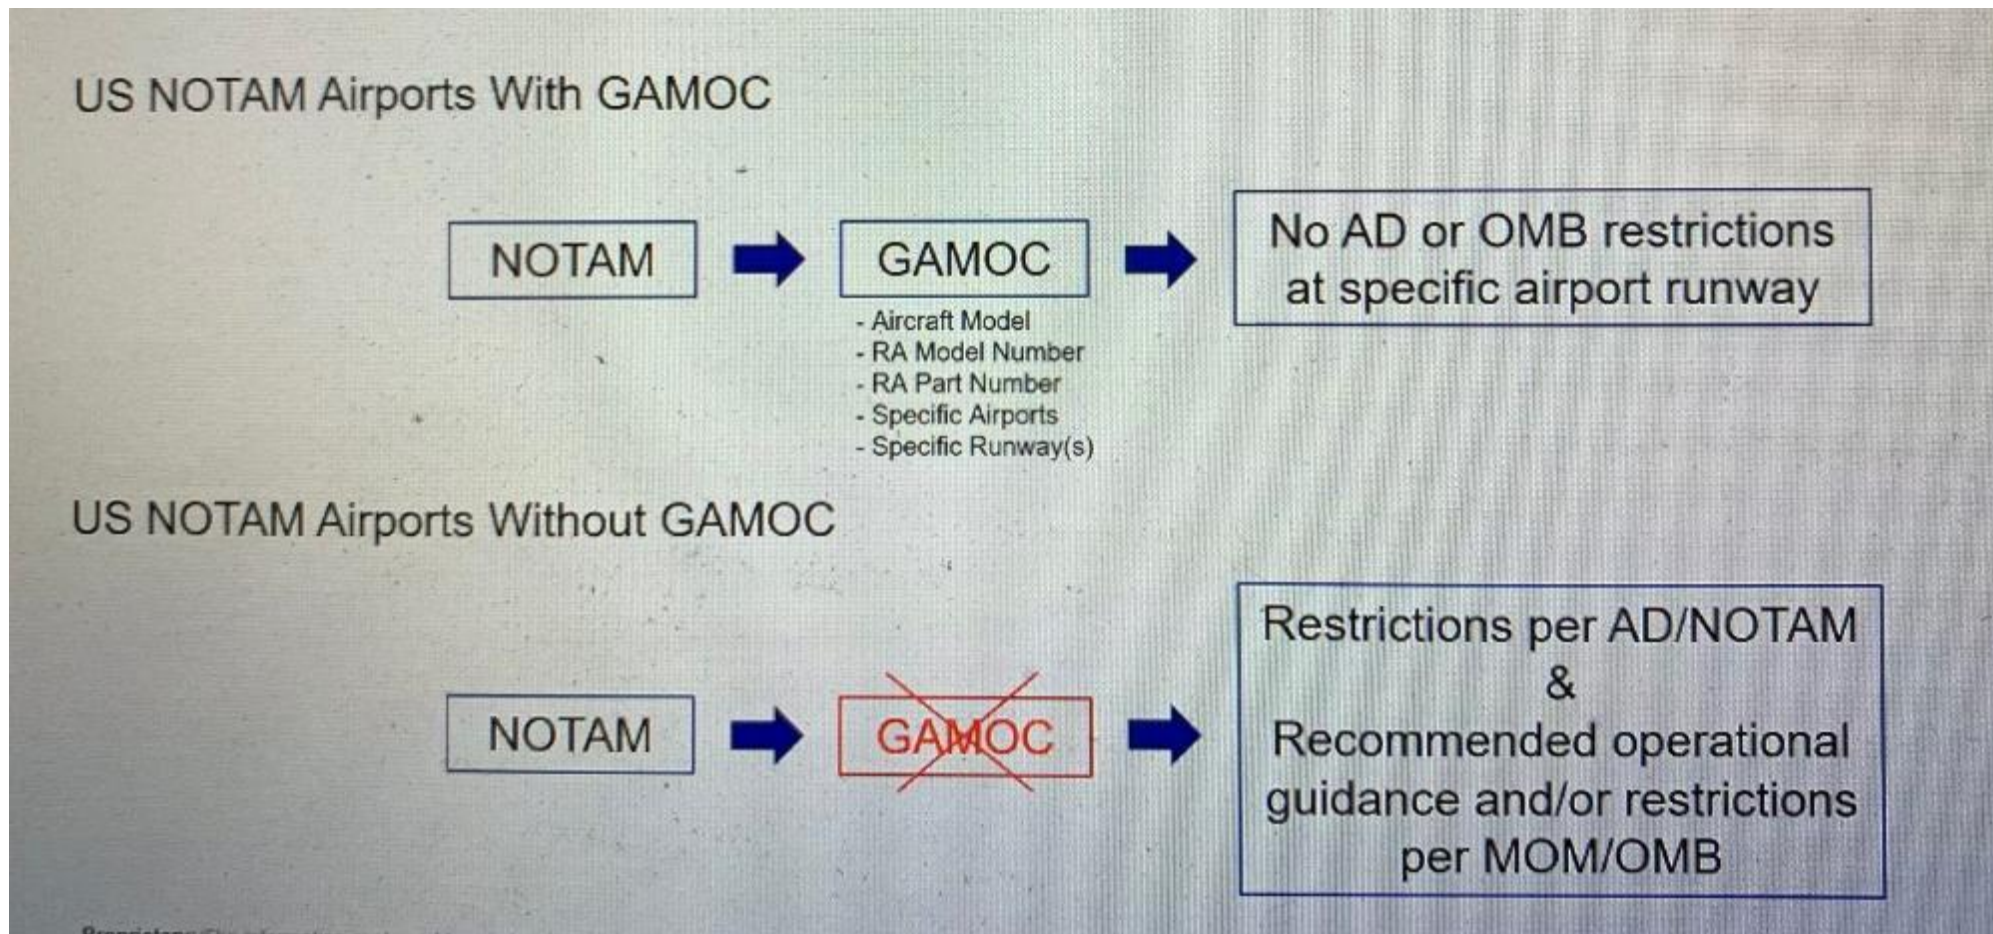 US NOTAM Airports With GAMOC
NOTAM
GAMOC
No AD or OMB restrictions
at specific airport runway
- Aircraft Model
- RA Model Number
- RA Part Number
- Specific Airports
- Specific Runway(s)
US NOTAM Airports Without GAMOC
NOTAM
GAMOC
Restrictions per AD/NOTAM
&
Recommended operational
guidance and/or restrictions
per MOM/OMB